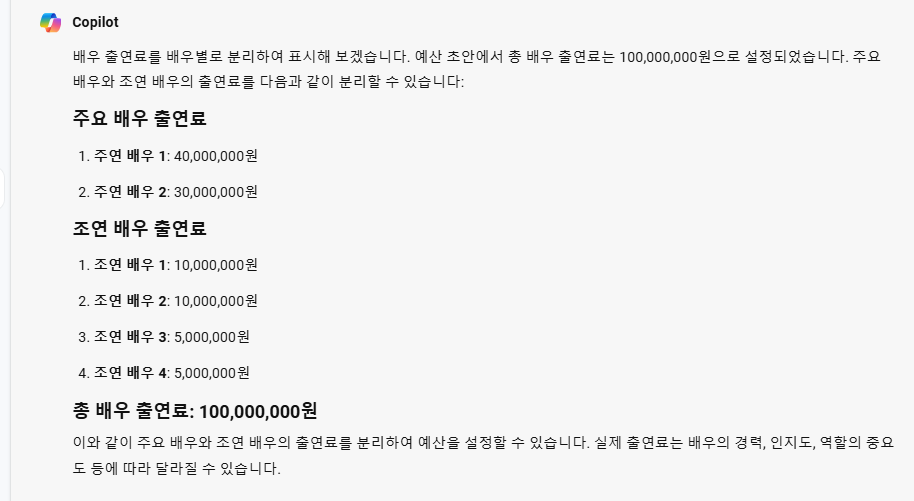 Copilot
배우 출연료를 배우별로 분리하여 표시해 보겠습니다. 예산 초안에서 총 배우 출연료는 100,000,000원으로 설정되었습니다. 주요
배우와 조연 배우의 출연료를 다음과 같이 분리할 수 있습니다:
주요 배우 출연료
1. 주연 배우 1: 40,000,000원
2. 주연 배우 2: 30,000,000원
조연 배우 출연료
1. 조연 배우 1: 10,000,000원
2. 조연 배우 2: 10,000,000원
3. 조연 배우 3: 5,000,000원
4. 조연 배우 4: 5,000,000원
총 배우 출연료: 100,000,000원
이와 같이 주요 배우와 조연 배우의 출연료를 분리하여 예산을 설정할 수 있습니다. 실제 출연료는 배우의 경력, 인지도, 역할의 중요
도 등에 따라 달라질 수 있습니다.